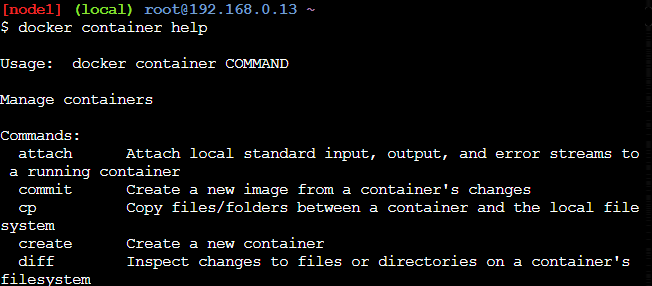 [node1] (local) root@192.168.0.13 ~
$ docker container help
Usage:  docker container COMMAND
Manage containers
Commands:
  attach      Attach local standard input, output, and error streams to
 a running container
  commit      Create a new image from a container's changes
  cp          Copy files/folders between a container and the local file
system
  create      Create a new container
  diff        Inspect changes to files or directories on a container's
filesystem